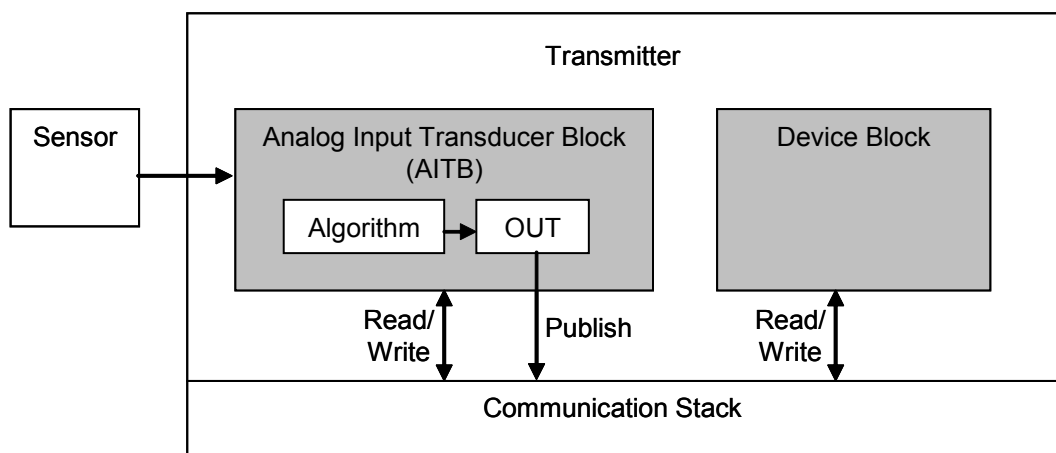 Transmitter
Sensor
Analog Input Transducer Block
(AITB)
Device Block
Algorithm
OUT
Read/
Write
Publish
Read/
Write
Communication Stack